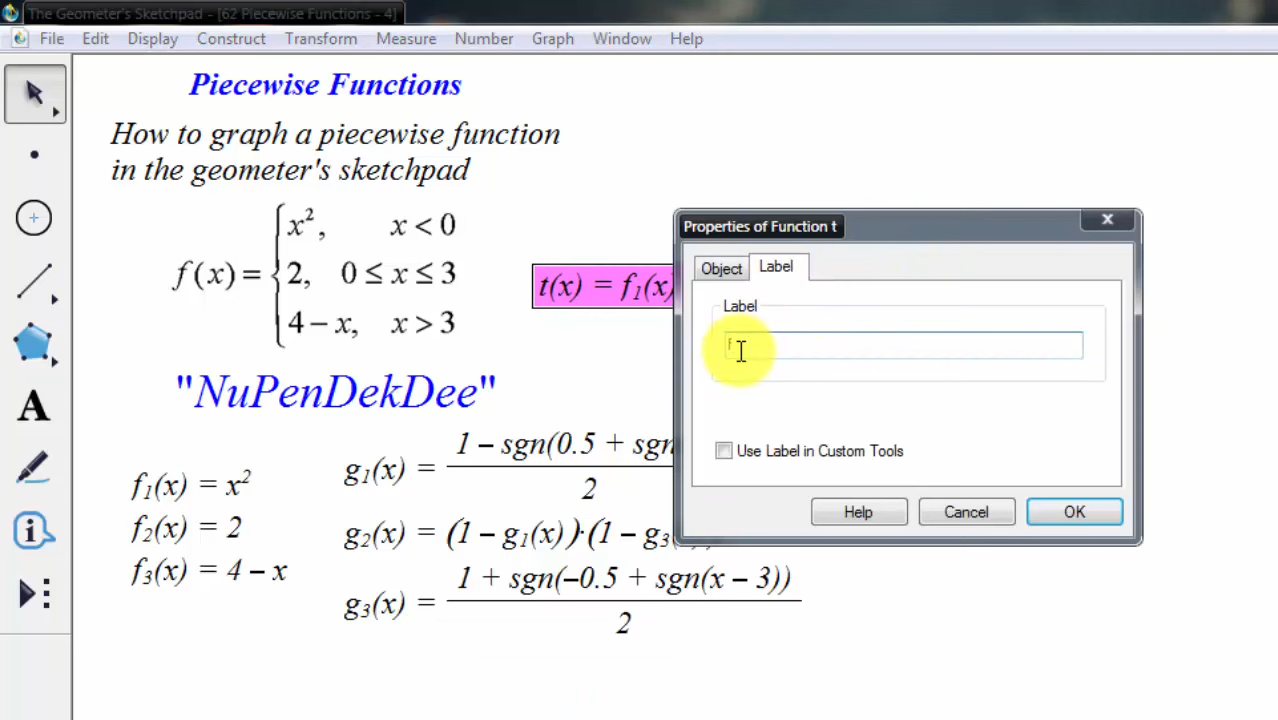 The Geometer's Sketchpad - [62 Piecewise Functions - 4]
File Edit Display Construct Transform Measure Number Graph Window Help
Piecewise Functions
How to graph a piecewise function
in the geometer's sketchpad
f(x) = { x², x < 0
2, 0 ≤ x ≤ 3
4 − x, x > 3
t(x) = f₁(x)
"NuPenDekDee"
f₁(x) = x²
f₂(x) = 2
f₃(x) = 4 − x
g₁(x) = 1 − sgn(0.5 + sgn
2
g₂(x) = (1 − g₁(x))·(1 − g₃
g₃(x) = 1 + sgn(−0.5 + sgn(x − 3))
2
Properties of Function t
Object Label
Label
Use Label in Custom Tools
Help Cancel OK
A